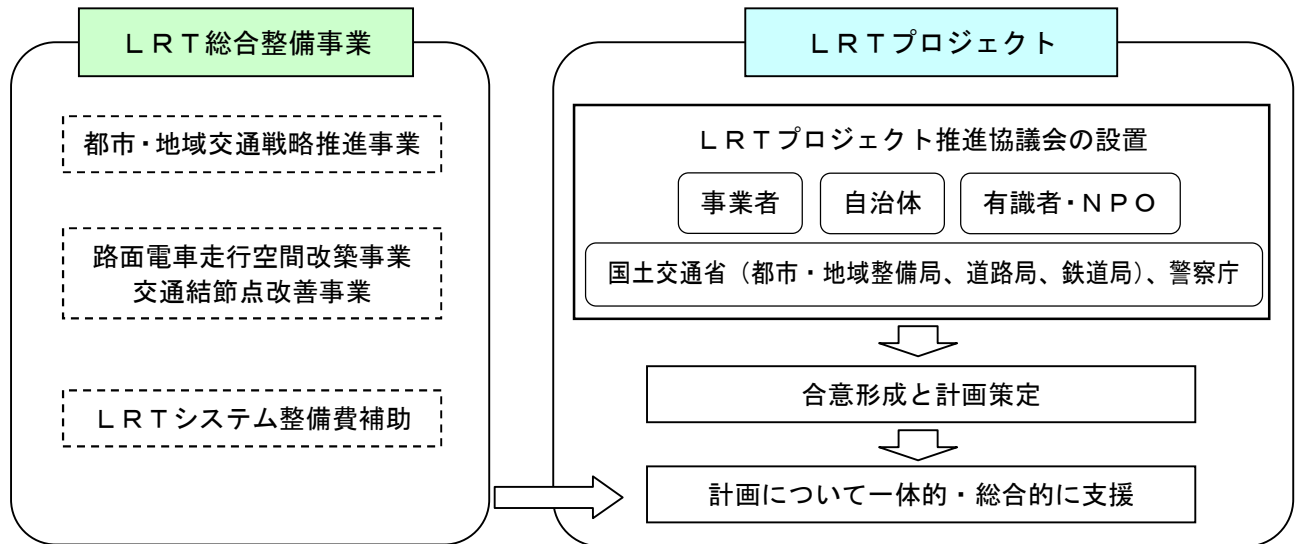 ＬＲＴ総合整備事業
都市・地域交通戦略推進事業
路面電車走行空間改築事業
交通結節点改善事業
ＬＲＴシステム整備費補助
ＬＲＴプロジェクト
ＬＲＴプロジェクト推進協議会の設置
事業者
自治体
有識者・ＮＰＯ
国土交通省（都市・地域整備局、道路局、鉄道局）、警察庁
合意形成と計画策定
計画について一体的・総合的に支援